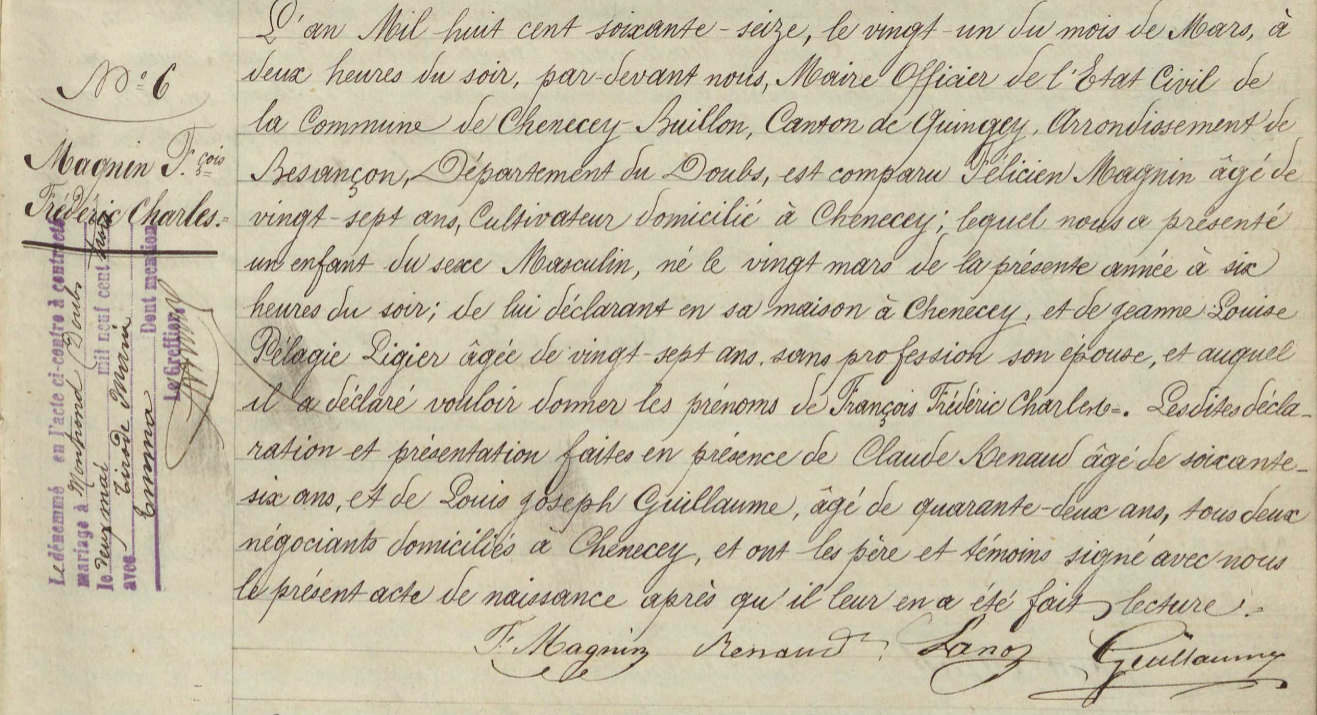 N° 6
Magnin F.çois
Frédéric Charles.=
Le dénommé en l'acte ci-contre à contracté
mariage à Montrond (Doubs)
le deux mai mil neuf cent
avec Marie
Emma Dont mention
Le Greffier,
L'an Mil huit cent soixante-seize, le vingt-un du mois de Mars, à
deux heures du soir, par-devant nous, Maire Officier de l'Etat Civil de
la Commune de Chenecey-Buillon, Canton de Quingey, Arrondissement de
Besançon, Département du Doubs, est comparu Félicien Magnin âgé de
vingt-sept ans, Cultivateur domicilié à Chenecey; lequel nous a présenté
un enfant du sexe Masculin, né le vingt mars de la présente année à six
heures du soir; de lui déclarant en sa maison à Chenecey, et de jeanne Louise
Pélagie Ligier âgée de vingt-sept ans, sans profession son épouse, et auquel
il a déclaré vouloir donner les prénoms de François Frédéric Charles=. Lesdites décla-
ration et présentation faites en présence de Claude Renaud âgé de soixante-
six ans, et de Louis joseph Guillaume, âgé de quarante-deux ans, tous deux
négociants domiciliés à Chenecey, et ont les père et témoins signé avec nous
le présent acte de naissance après qu'il leur en a été fait lecture.=
F. Magnin Renaud Lanoz Guillaume